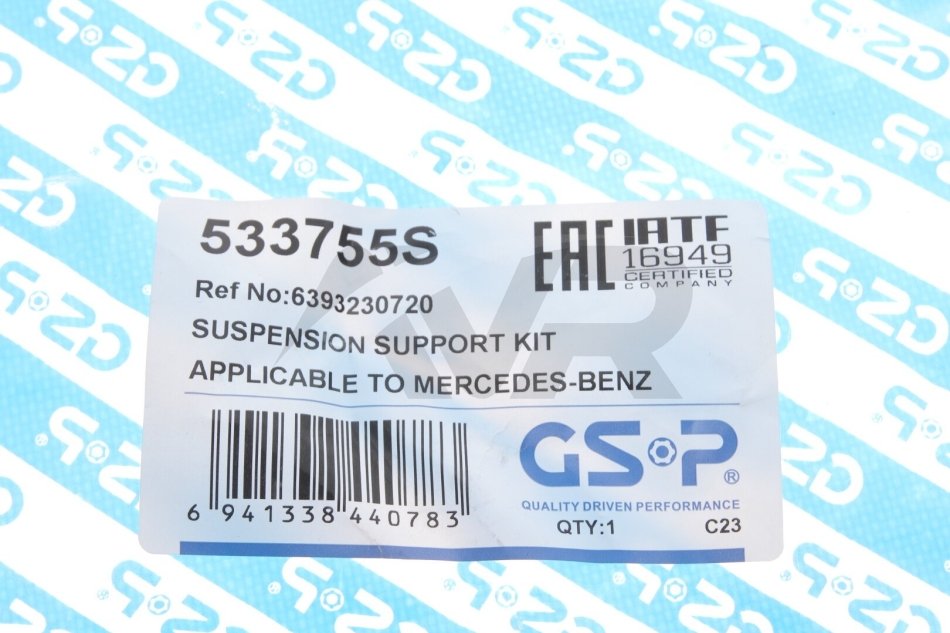 533755S
EAC
IATF
16949
CERTIFIED
COMPANY
Ref No:6393230720
SUSPENSION SUPPORT KIT
APPLICABLE TO MERCEDES-BENZ
6 941338 440783
GS·P®
QUALITY DRIVEN PERFORMANCE
QTY:1 C23